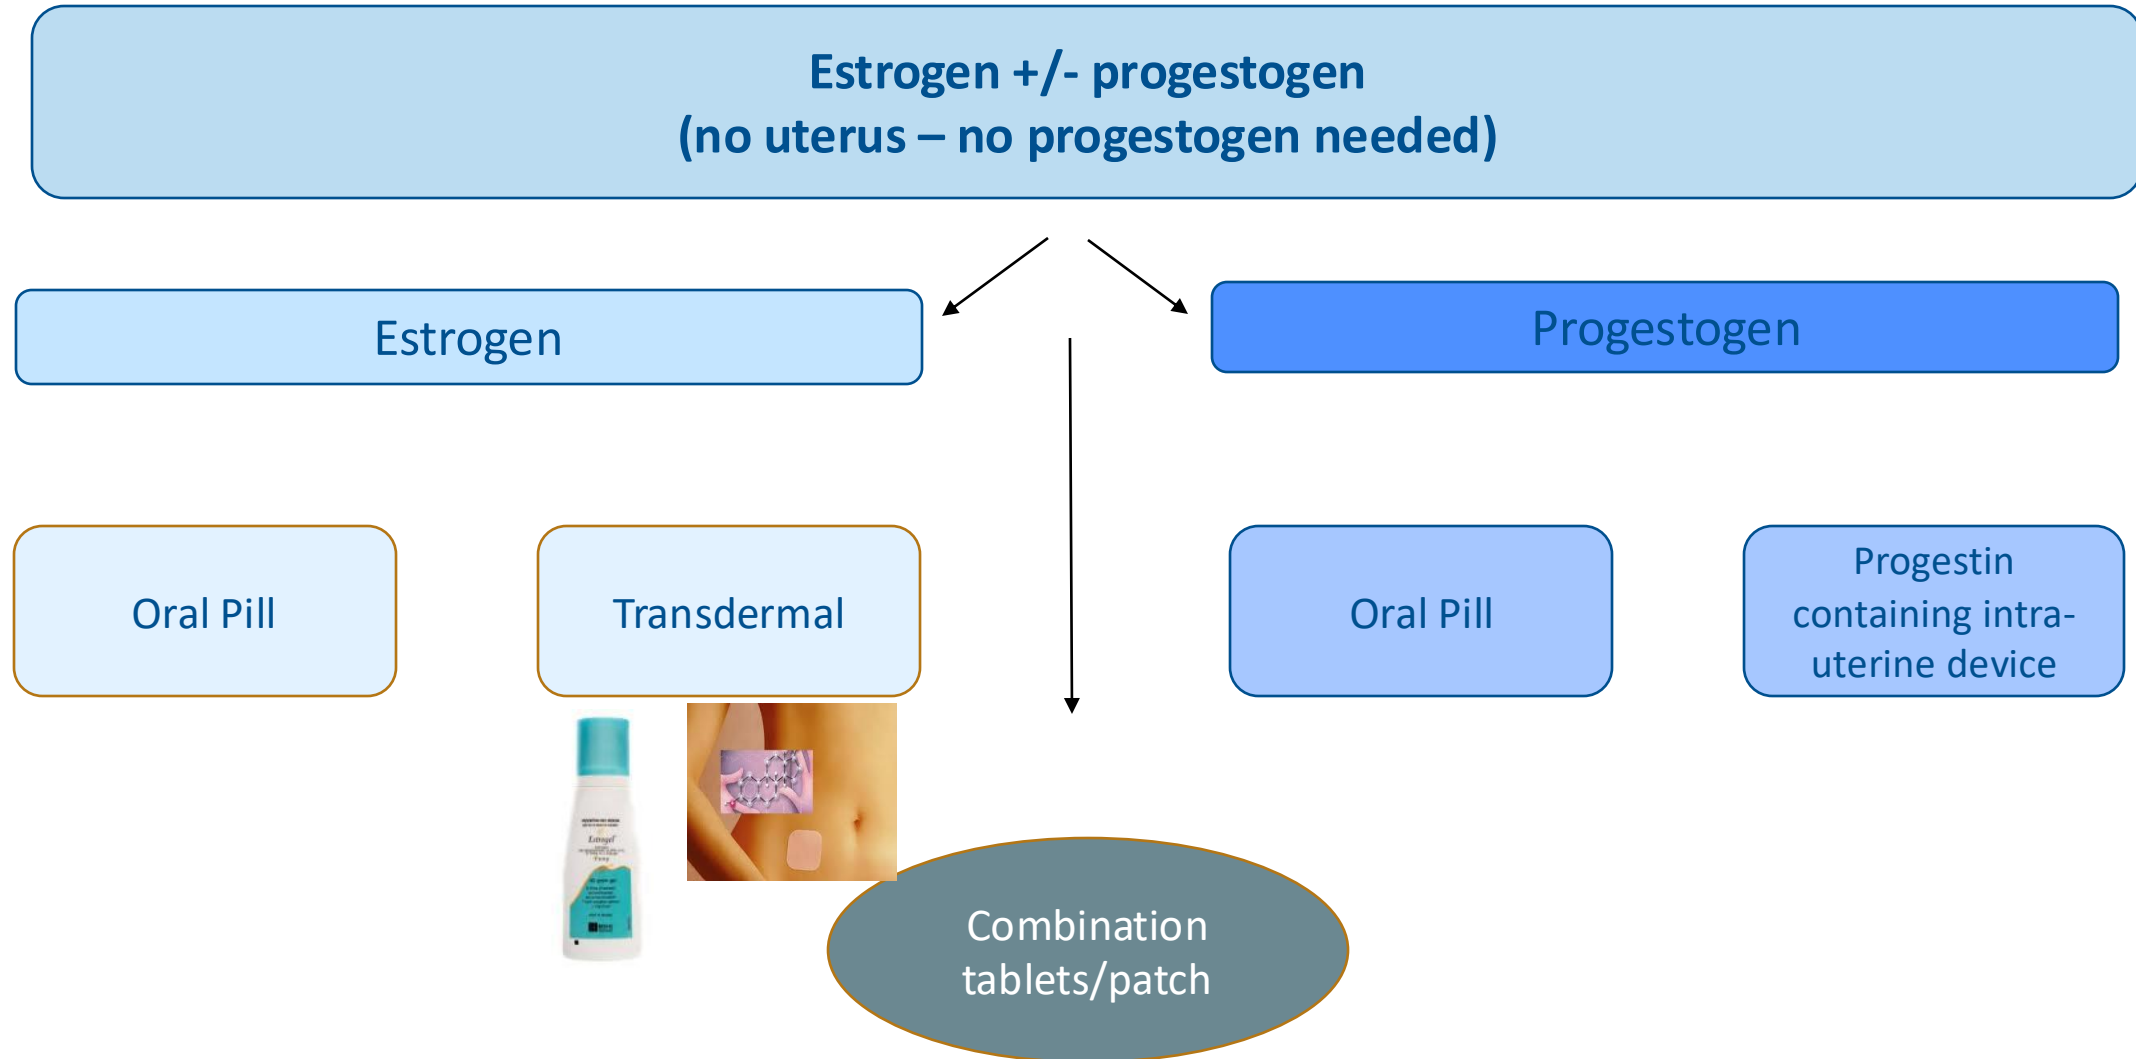 Estrogen +/- progestogen
(no uterus – no progestogen needed)
Estrogen
Progestogen
Oral Pill
Transdermal
Oral Pill
Progestin
containing intra-
uterine device
Estrogel
Combination
tablets/patch